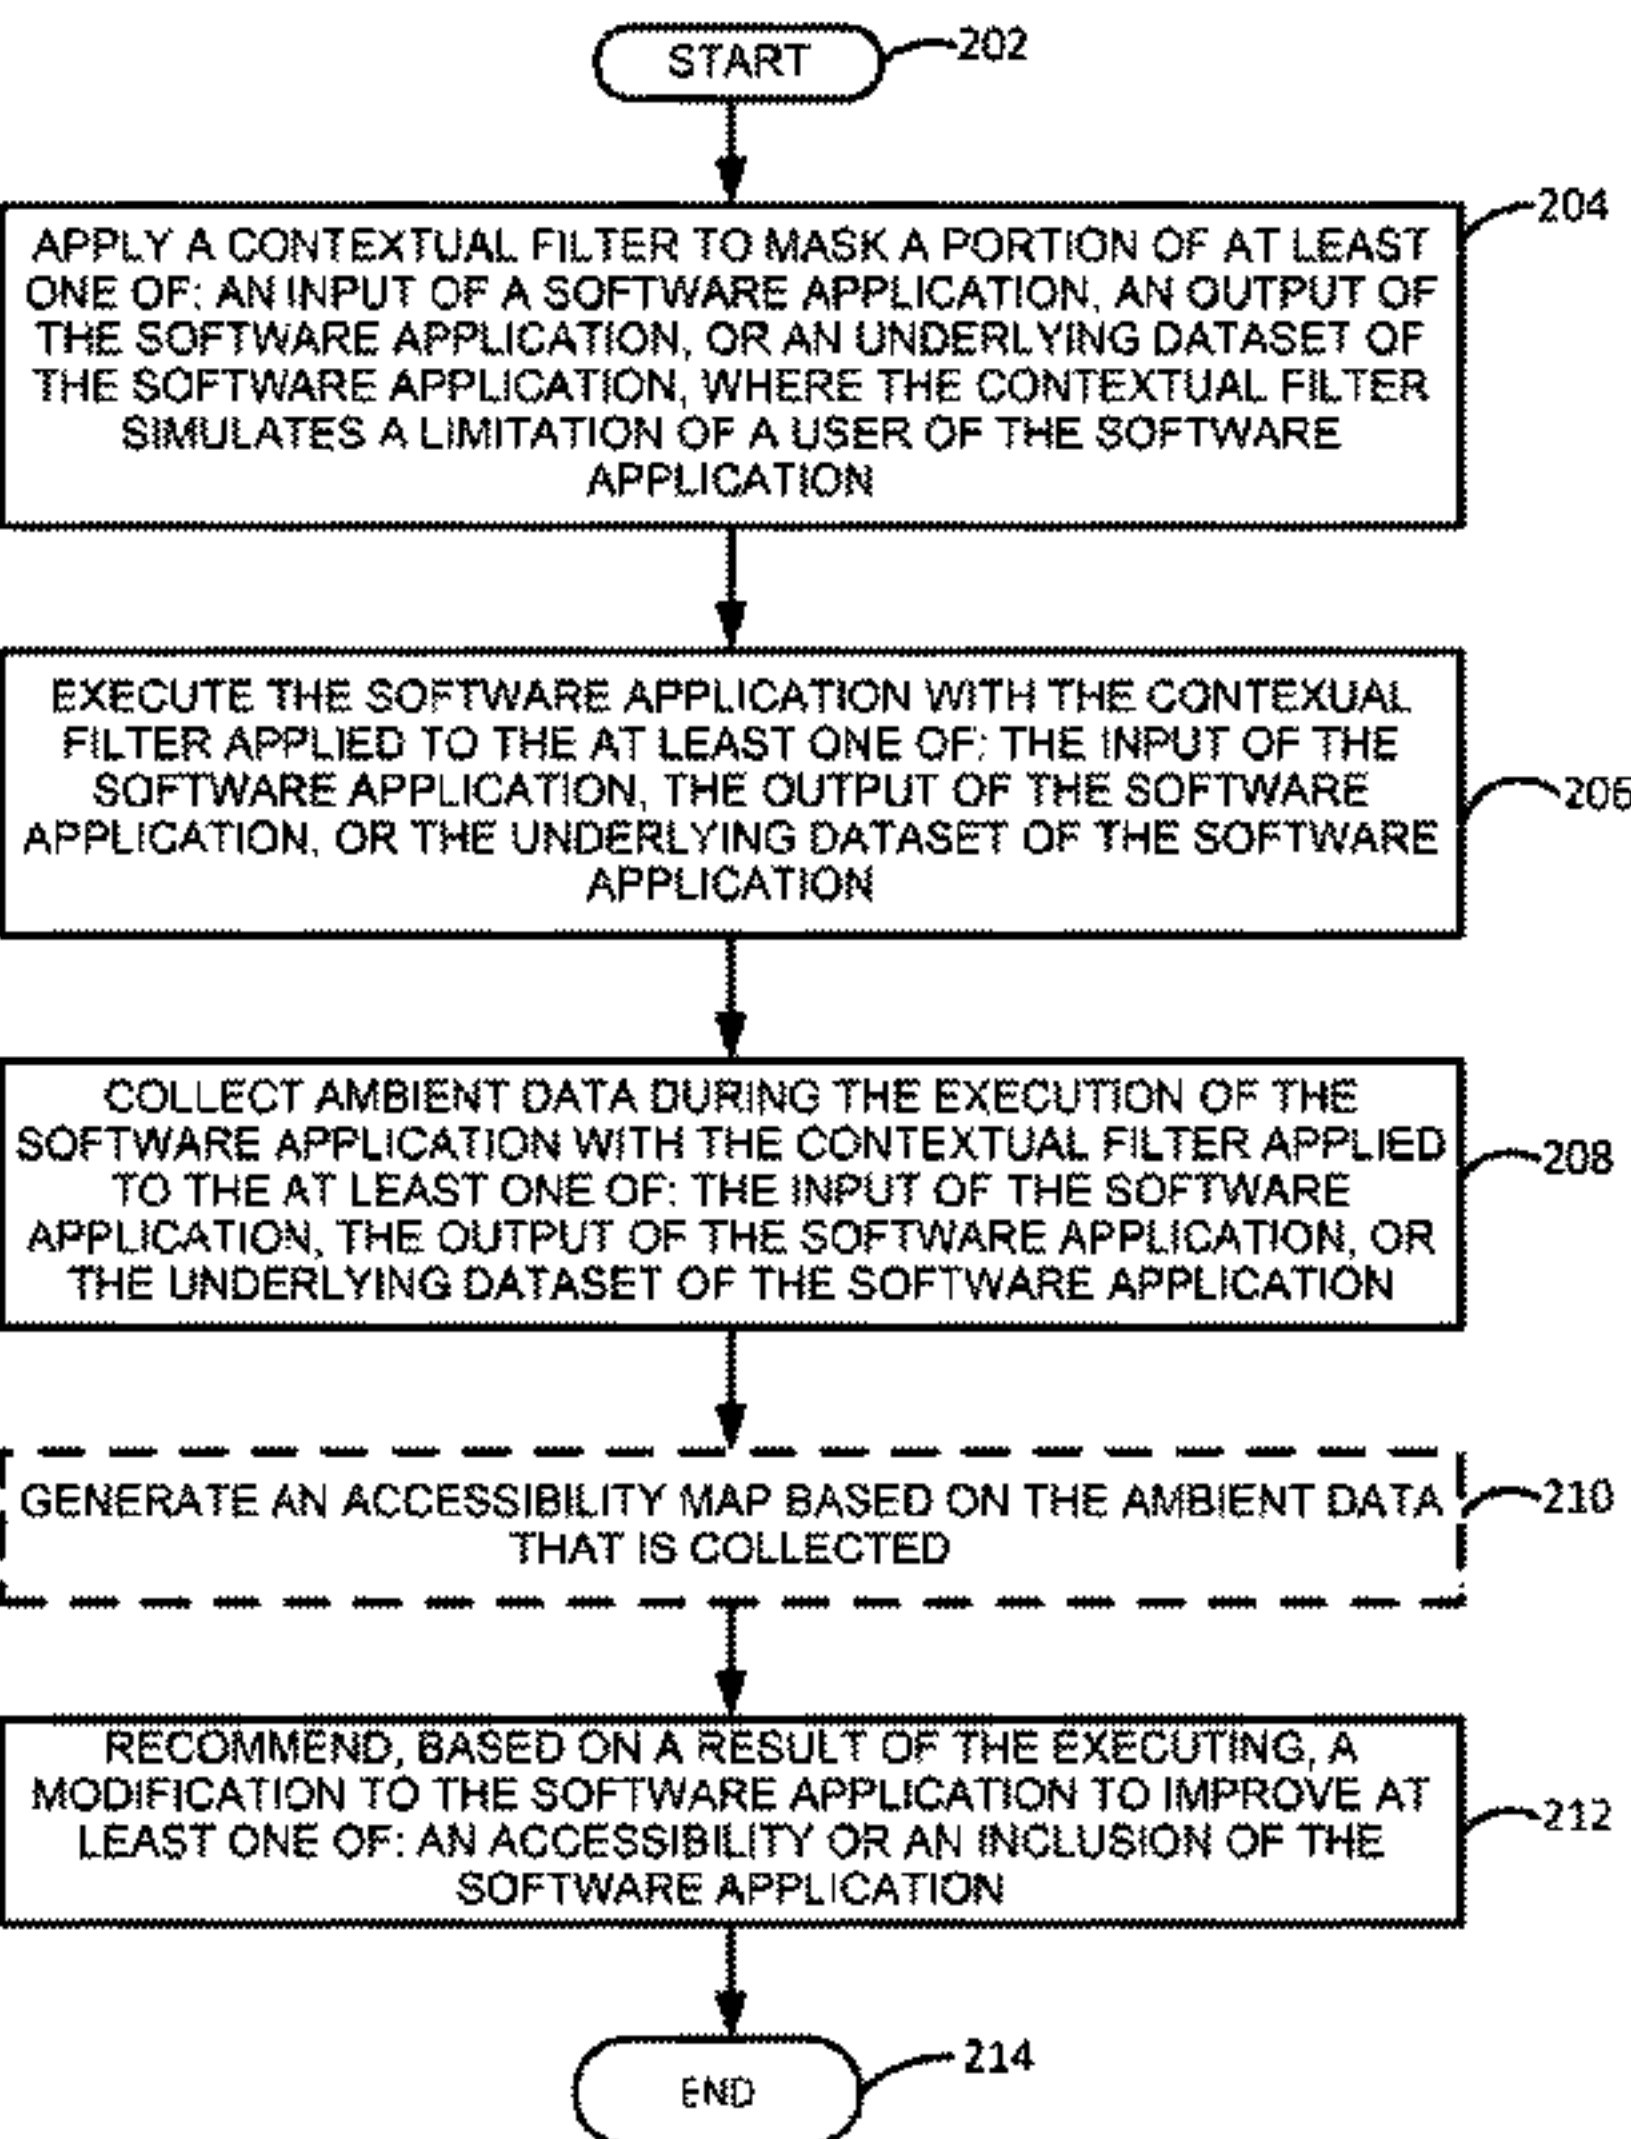 START
202
204
APPLY A CONTEXTUAL FILTER TO MASK A PORTION OF AT LEAST
ONE OF: AN INPUT OF A SOFTWARE APPLICATION, AN OUTPUT OF
THE SOFTWARE APPLICATION, OR AN UNDERLYING DATASET OF
THE SOFTWARE APPLICATION, WHERE THE CONTEXTUAL FILTER
SIMULATES A LIMITATION OF A USER OF THE SOFTWARE
APPLICATION
EXECUTE THE SOFTWARE APPLICATION WITH THE CONTEXUAL
FILTER APPLIED TO THE AT LEAST ONE OF: THE INPUT OF THE
SOFTWARE APPLICATION, THE OUTPUT OF THE SOFTWARE
APPLICATION, OR THE UNDERLYING DATASET OF THE SOFTWARE
APPLICATION
206
COLLECT AMBIENT DATA DURING THE EXECUTION OF THE
SOFTWARE APPLICATION WITH THE CONTEXTUAL FILTER APPLIED
TO THE AT LEAST ONE OF: THE INPUT OF THE SOFTWARE
APPLICATION, THE OUTPUT OF THE SOFTWARE APPLICATION, OR
THE UNDERLYING DATASET OF THE SOFTWARE APPLICATION
208
GENERATE AN ACCESSIBILITY MAP BASED ON THE AMBIENT DATA
THAT IS COLLECTED
210
RECOMMEND, BASED ON A RESULT OF THE EXECUTING, A
MODIFICATION TO THE SOFTWARE APPLICATION TO IMPROVE AT
LEAST ONE OF: AN ACCESSIBILITY OR AN INCLUSION OF THE
SOFTWARE APPLICATION
212
END
214